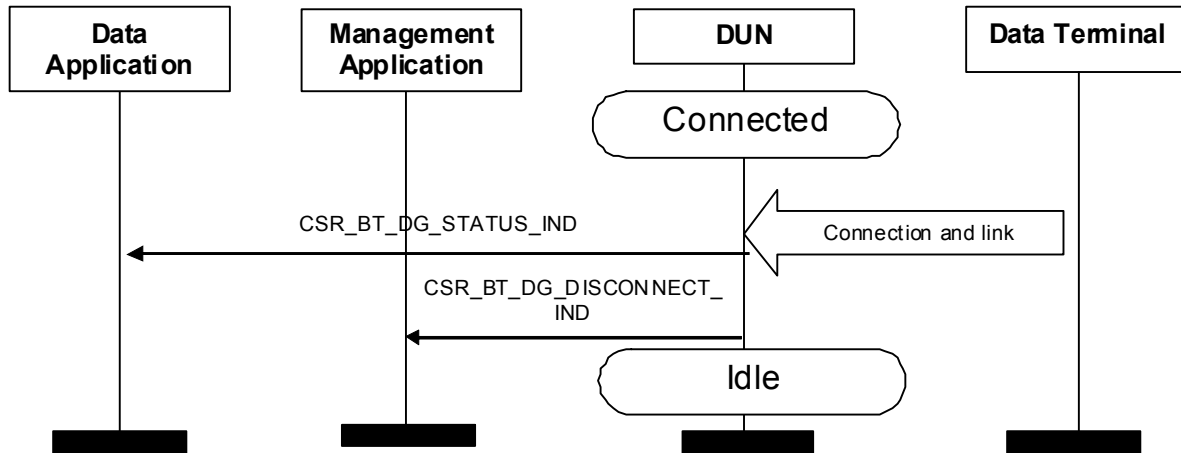 Data
Application
Management
Application
DUN
Data Terminal
Connected
CSR_BT_DG_STATUS_IND
Connection and link
CSR_BT_DG_DISCONNECT_
IND
Idle